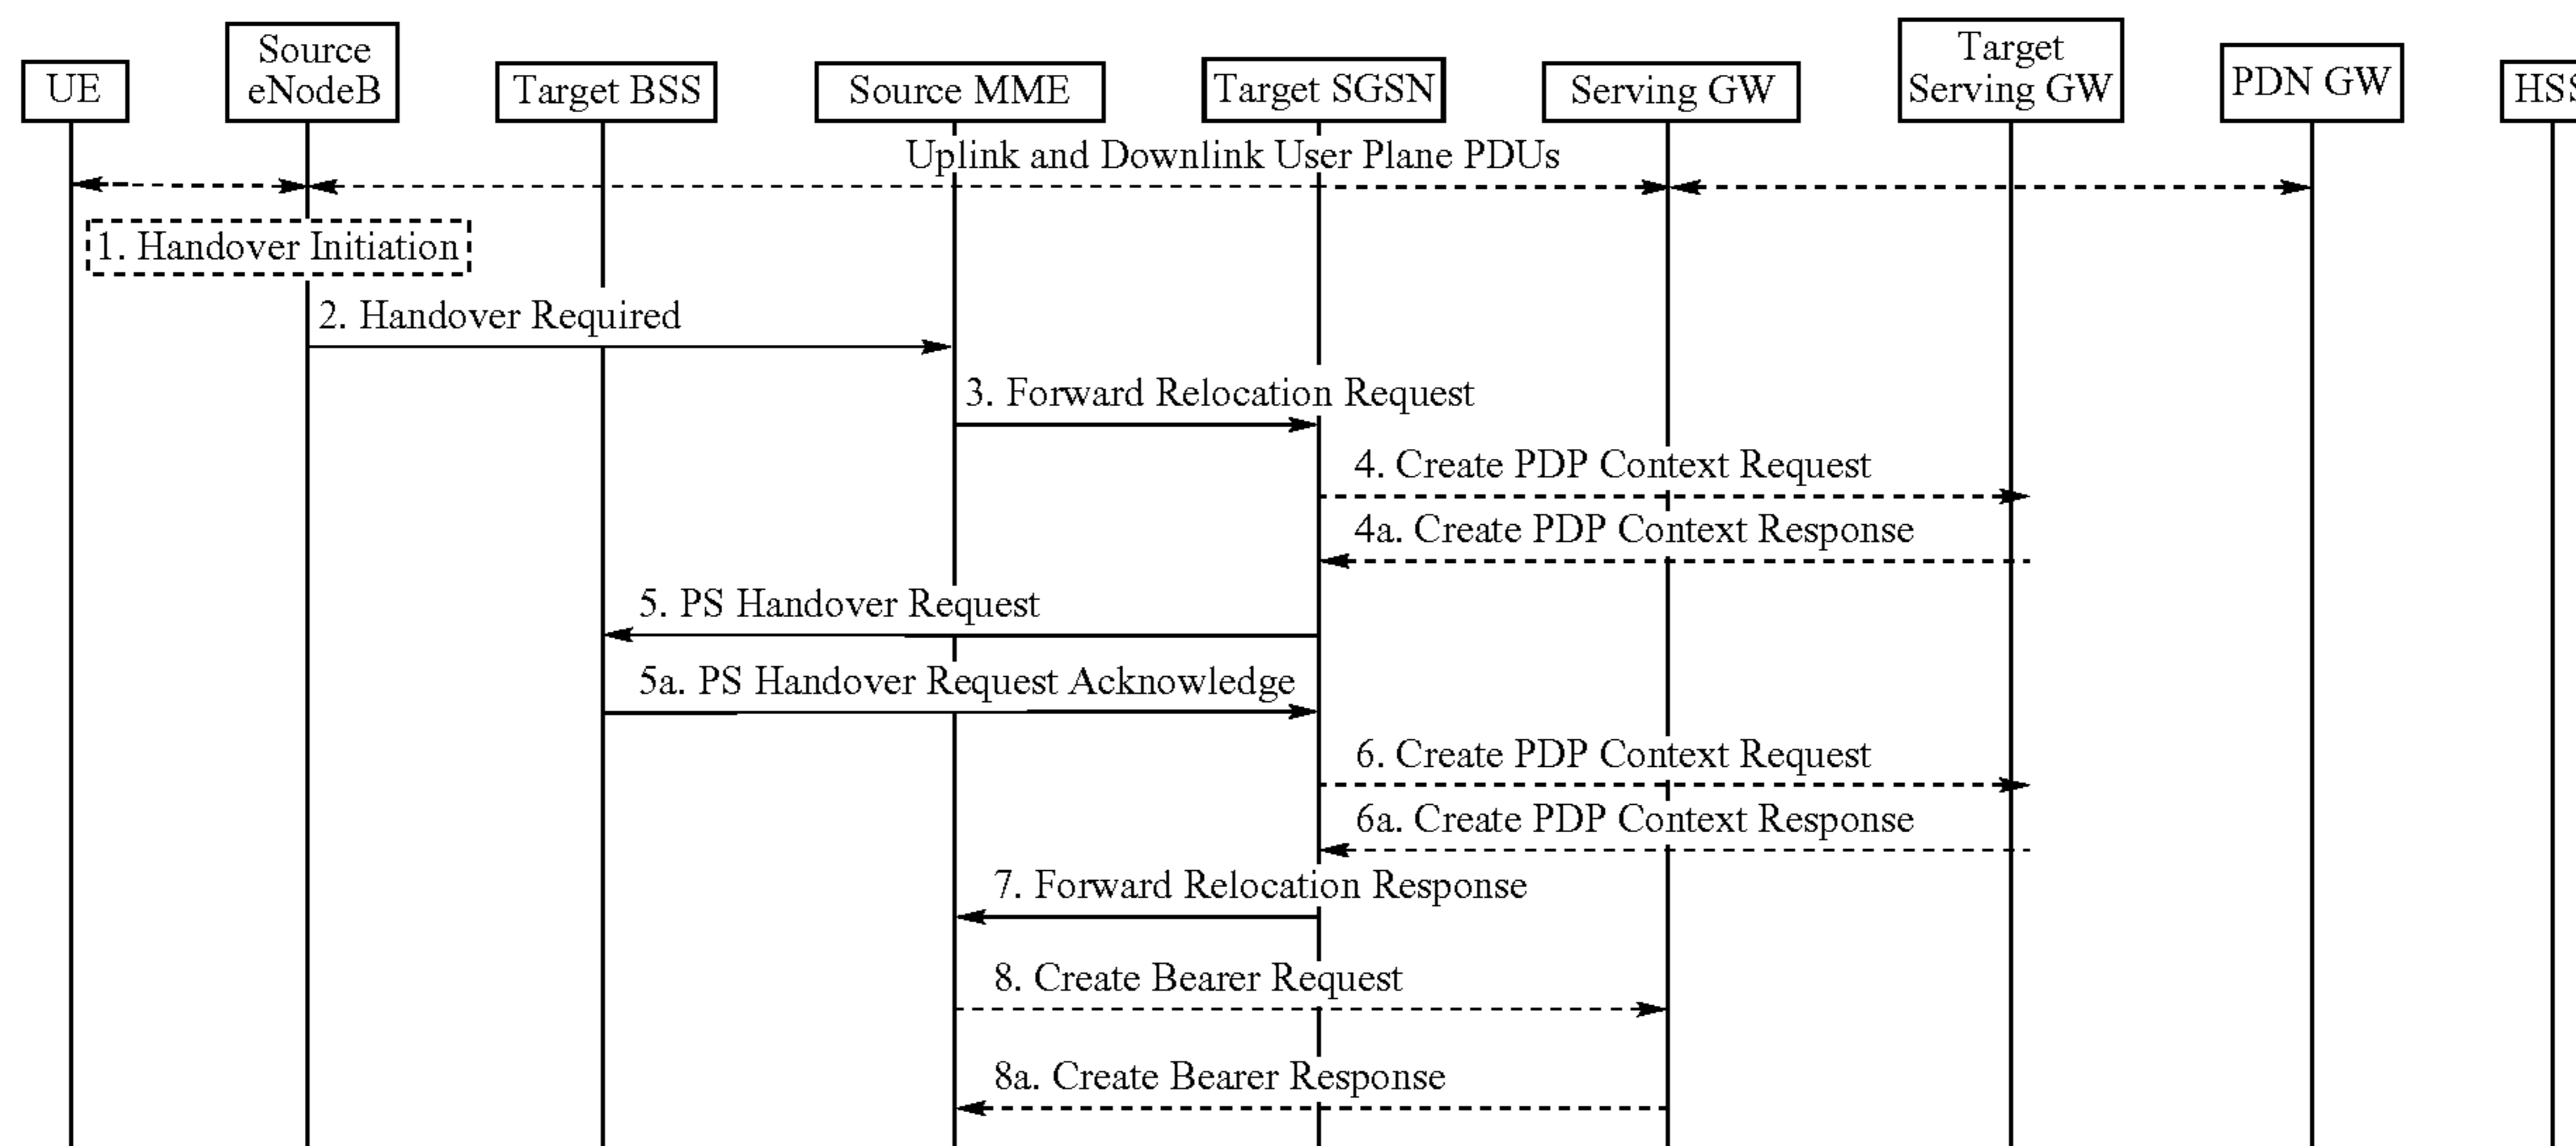 UE
Source
eNodeB
Target BSS
Source MME
Target SGSN
Serving GW
Target
Serving GW
PDN GW
Uplink and Downlink User Plane PDUs
1. Handover Initiation
2. Handover Required
3. Forward Relocation Request
4. Create PDP Context Request
4a. Create PDP Context Response
5. PS Handover Request
5a. PS Handover Request Acknowledge
6. Create PDP Context Request
6a. Create PDP Context Response
7. Forward Relocation Response
8. Create Bearer Request
8a. Create Bearer Response